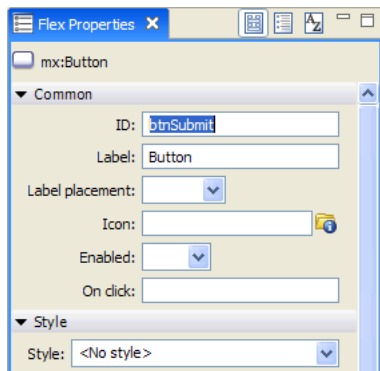 Flex Properties
mx:Button
Common
ID: btnSubmit
Label: Button
Label placement:
Icon:
Enabled:
On click:
Style
Style: <No style>